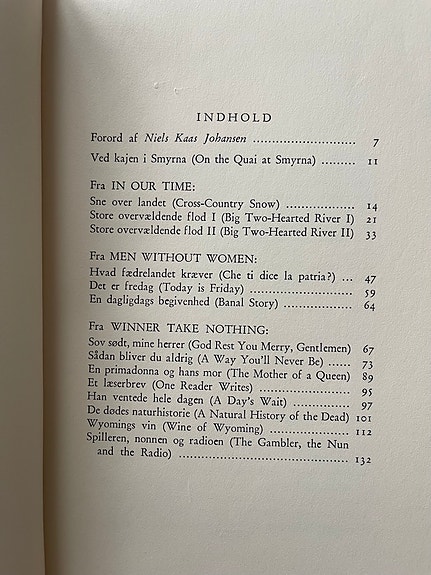 INDHOLD
Forord af Niels Kaas Johansen .......................... 7
Ved kajen i Smyrna (On the Quai at Smyrna) ......... 11
Fra IN OUR TIME:
Sne over landet (Cross-Country Snow) ................ 14
Store overvældende flod I (Big Two-Hearted River I) 21
Store overvældende flod II (Big Two-Hearted River II) 33
Fra MEN WITHOUT WOMEN:
Hvad fædrelandet kræver (Che ti dice la patria?) ... 47
Det er fredag (Today is Friday) ..................... 59
En dagligdags begivenhed (Banal Story) ................ 64
Fra WINNER TAKE NOTHING:
Sov sødt, mine herrer (God Rest You Merry, Gentlemen) 67
Sådan bliver du aldrig (A Way You'll Never Be) ...... 73
En primadonna og hans mor (The Mother of a Queen) 89
Et læserbrev (One Reader Writes) ..................... 95
Han ventede hele dagen (A Day's Wait) ............... 97
De dødes naturhistorie (A Natural History of the Dead) 101
Wyomings vin (Wine of Wyoming) ................... 112
Spilleren, nonnen og radioen (The Gambler, the Nun
and the Radio) ....................................... 132